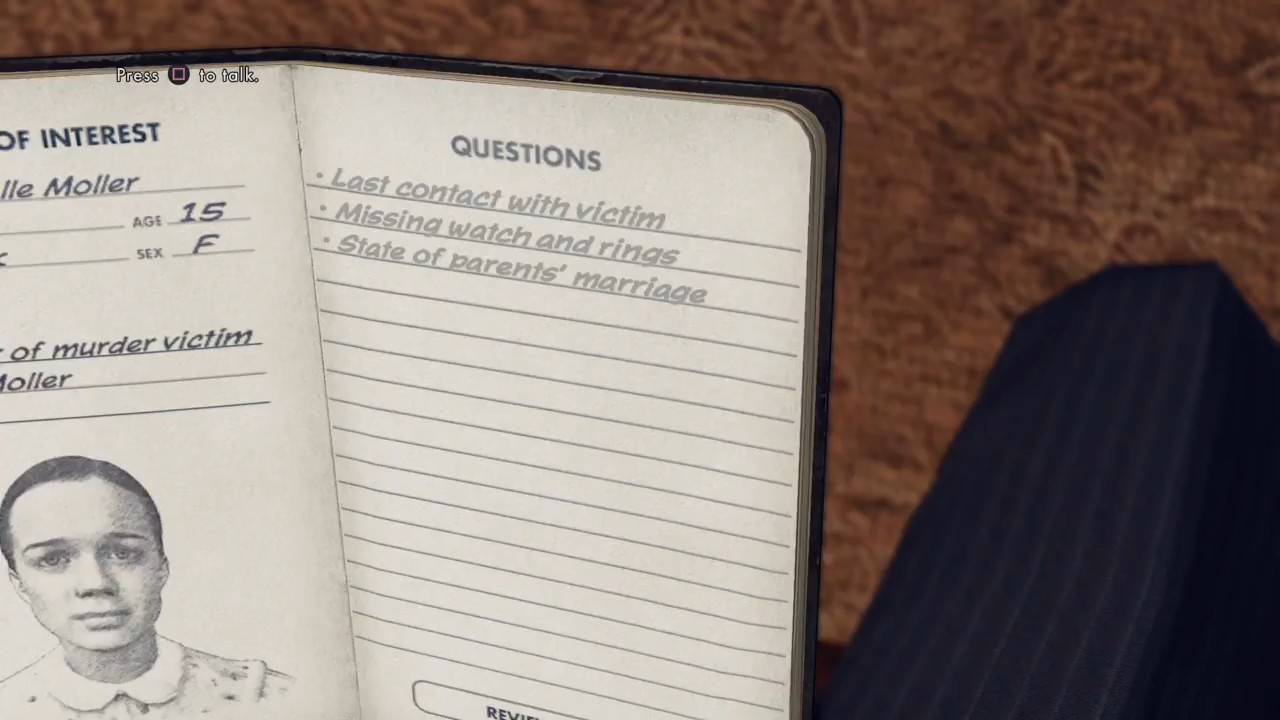 Press to talk.
OF INTEREST
lle Moller
AGE 15
SEX F
of murder victim
Moller
QUESTIONS
• Last contact with victim
• Missing watch and rings
• State of parents' marriage
REVIE